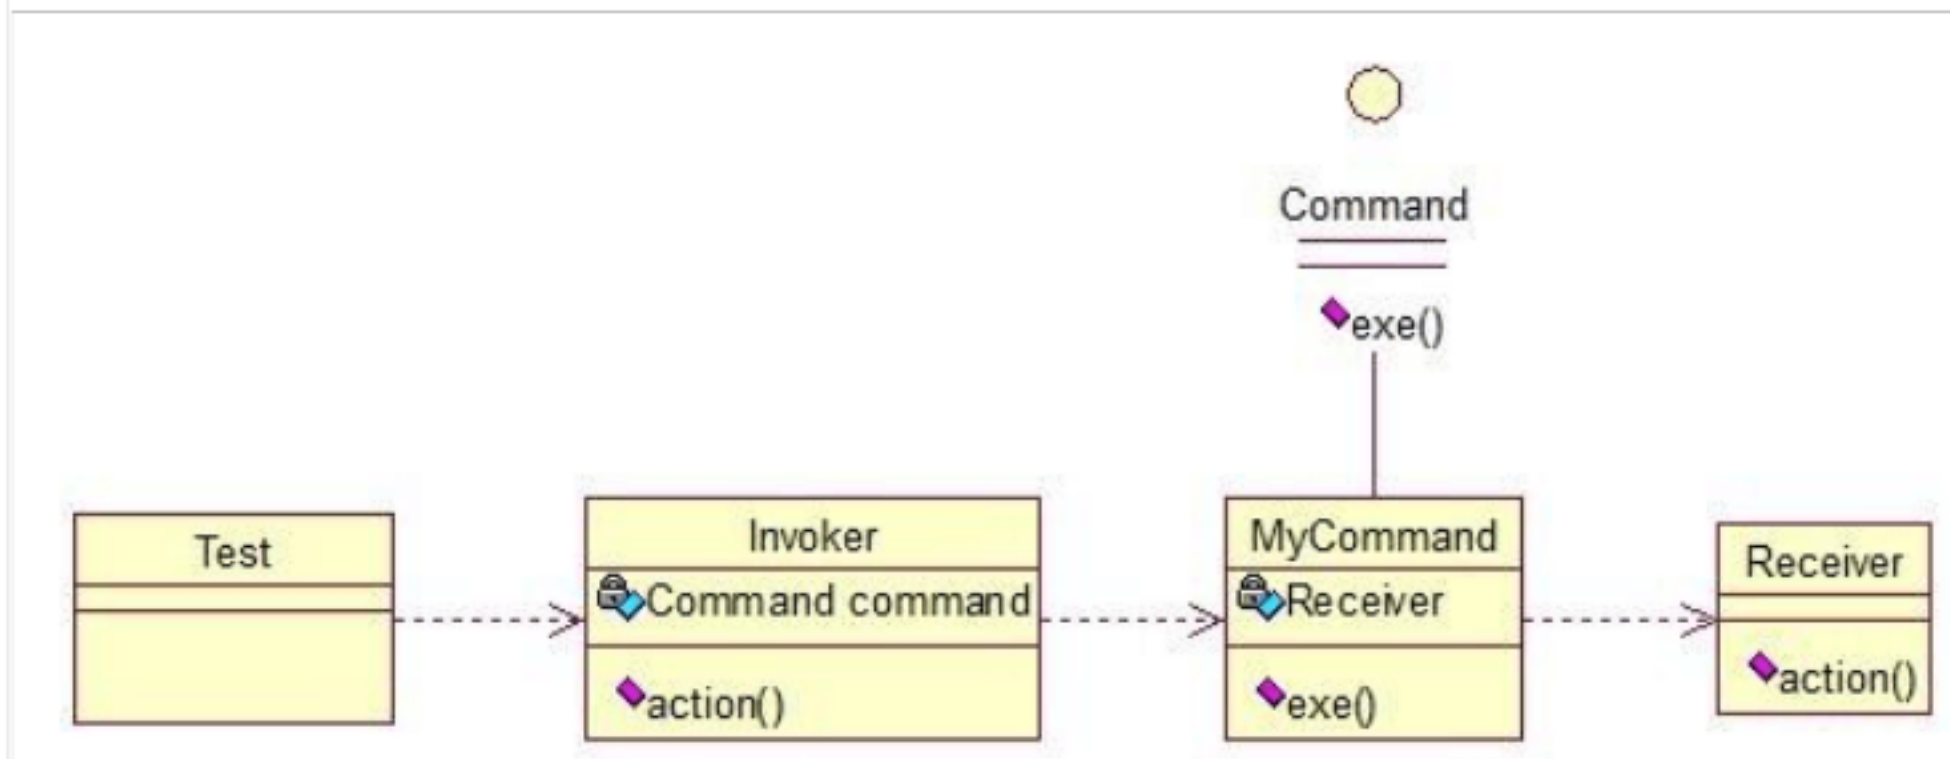 Command
exe()
Test
Invoker
Command command
action()
MyCommand
Receiver
exe()
Receiver
action()